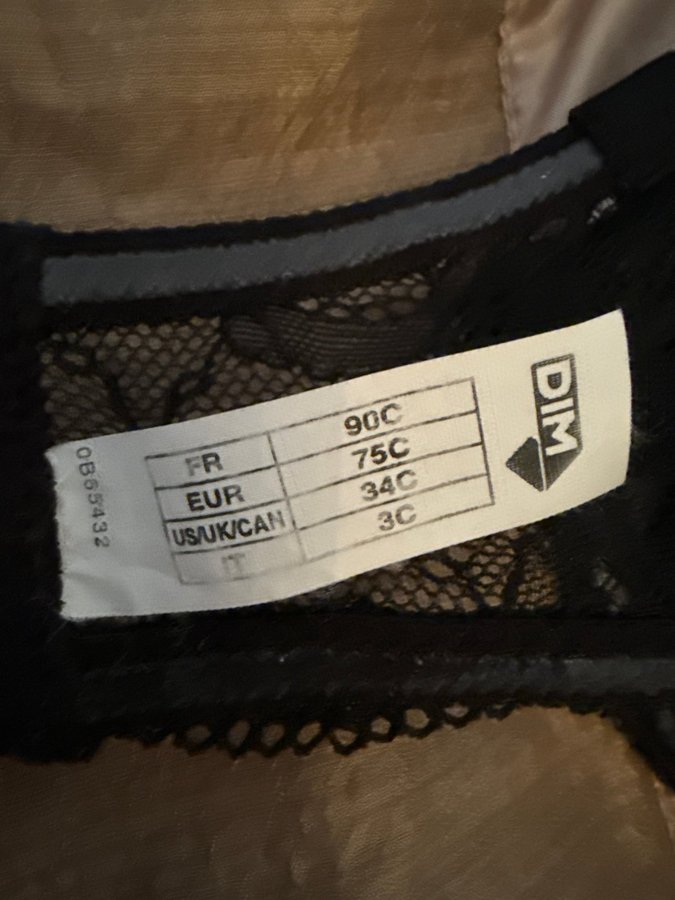 DIM
FR 90C
EUR 75C
US/UK/CAN 34C
IT 3C
0B65432